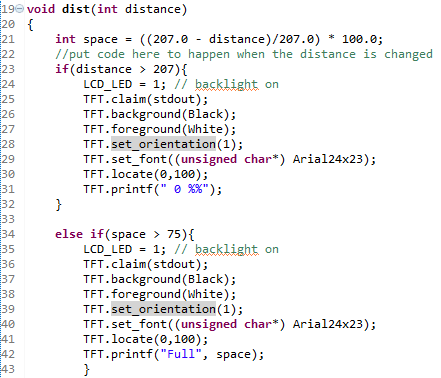 19 void dist(int distance)
20 {
21 int space = ((207.0 - distance)/207.0) * 100.0;
22 //put code here to happen when the distance is changed
23 if(distance > 207){
24 LCD_LED = 1; // backlight on
25 TFT.claim(stdout);
26 TFT.background(Black);
27 TFT.foreground(White);
28 TFT.set_orientation(1);
29 TFT.set_font((unsigned char*) Arial24x23);
30 TFT.locate(0,100);
31 TFT.printf(" 0 %%");
32 }
33
34 else if(space > 75){
35 LCD_LED = 1; // backlight on
36 TFT.claim(stdout);
37 TFT.background(Black);
38 TFT.foreground(White);
39 TFT.set_orientation(1);
40 TFT.set_font((unsigned char*) Arial24x23);
41 TFT.locate(0,100);
42 TFT.printf("Full", space);
43 }